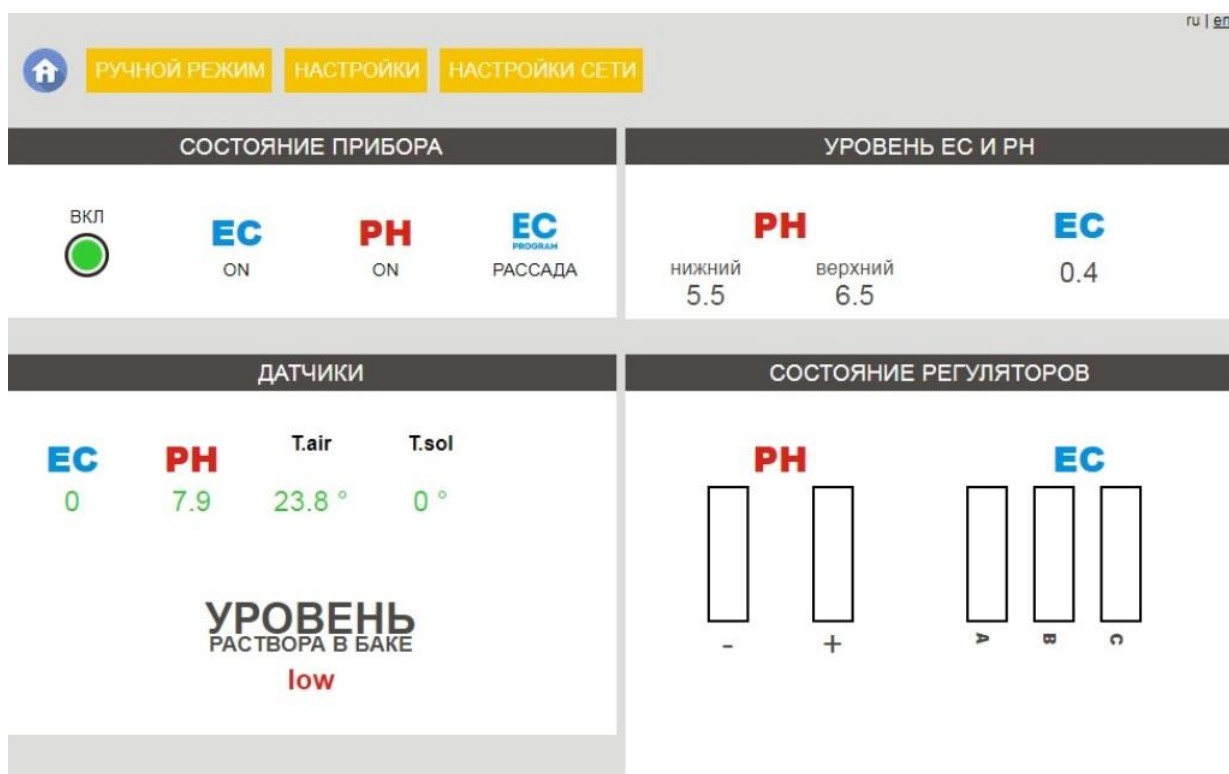 ru | en
РУЧНОЙ РЕЖИМ НАСТРОЙКИ НАСТРОЙКИ СЕТИ
СОСТОЯНИЕ ПРИБОРА
ВКЛ
EC PH EC
PROGRAM
ON ON РАССАДА
УРОВЕНЬ EC И PH
PH EC
нижний верхний
5.5 6.5 0.4
ДАТЧИКИ
EC PH T.air T.sol
0 7.9 23.8 ° 0 °
УРОВЕНЬ
РАСТВОРА В БАКЕ
low
СОСТОЯНИЕ РЕГУЛЯТОРОВ
PH EC
- + A B C